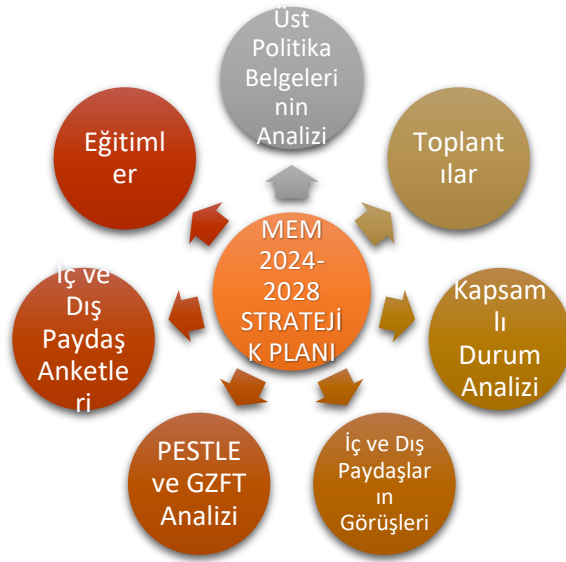 Üst
Politika
Belgeleri
nin
Analizi
Toplant
ılar
Kapsam
lı
Durum
Analizi
İç ve Dış
Paydaşlar
ın
Görüşleri
PESTLE
ve GZFT
Analizi
İç ve
Dış
Paydaş
Anketle
ri
Eğitiml
er
MEM
2024-
2028
STRATEJİ
K PLANI